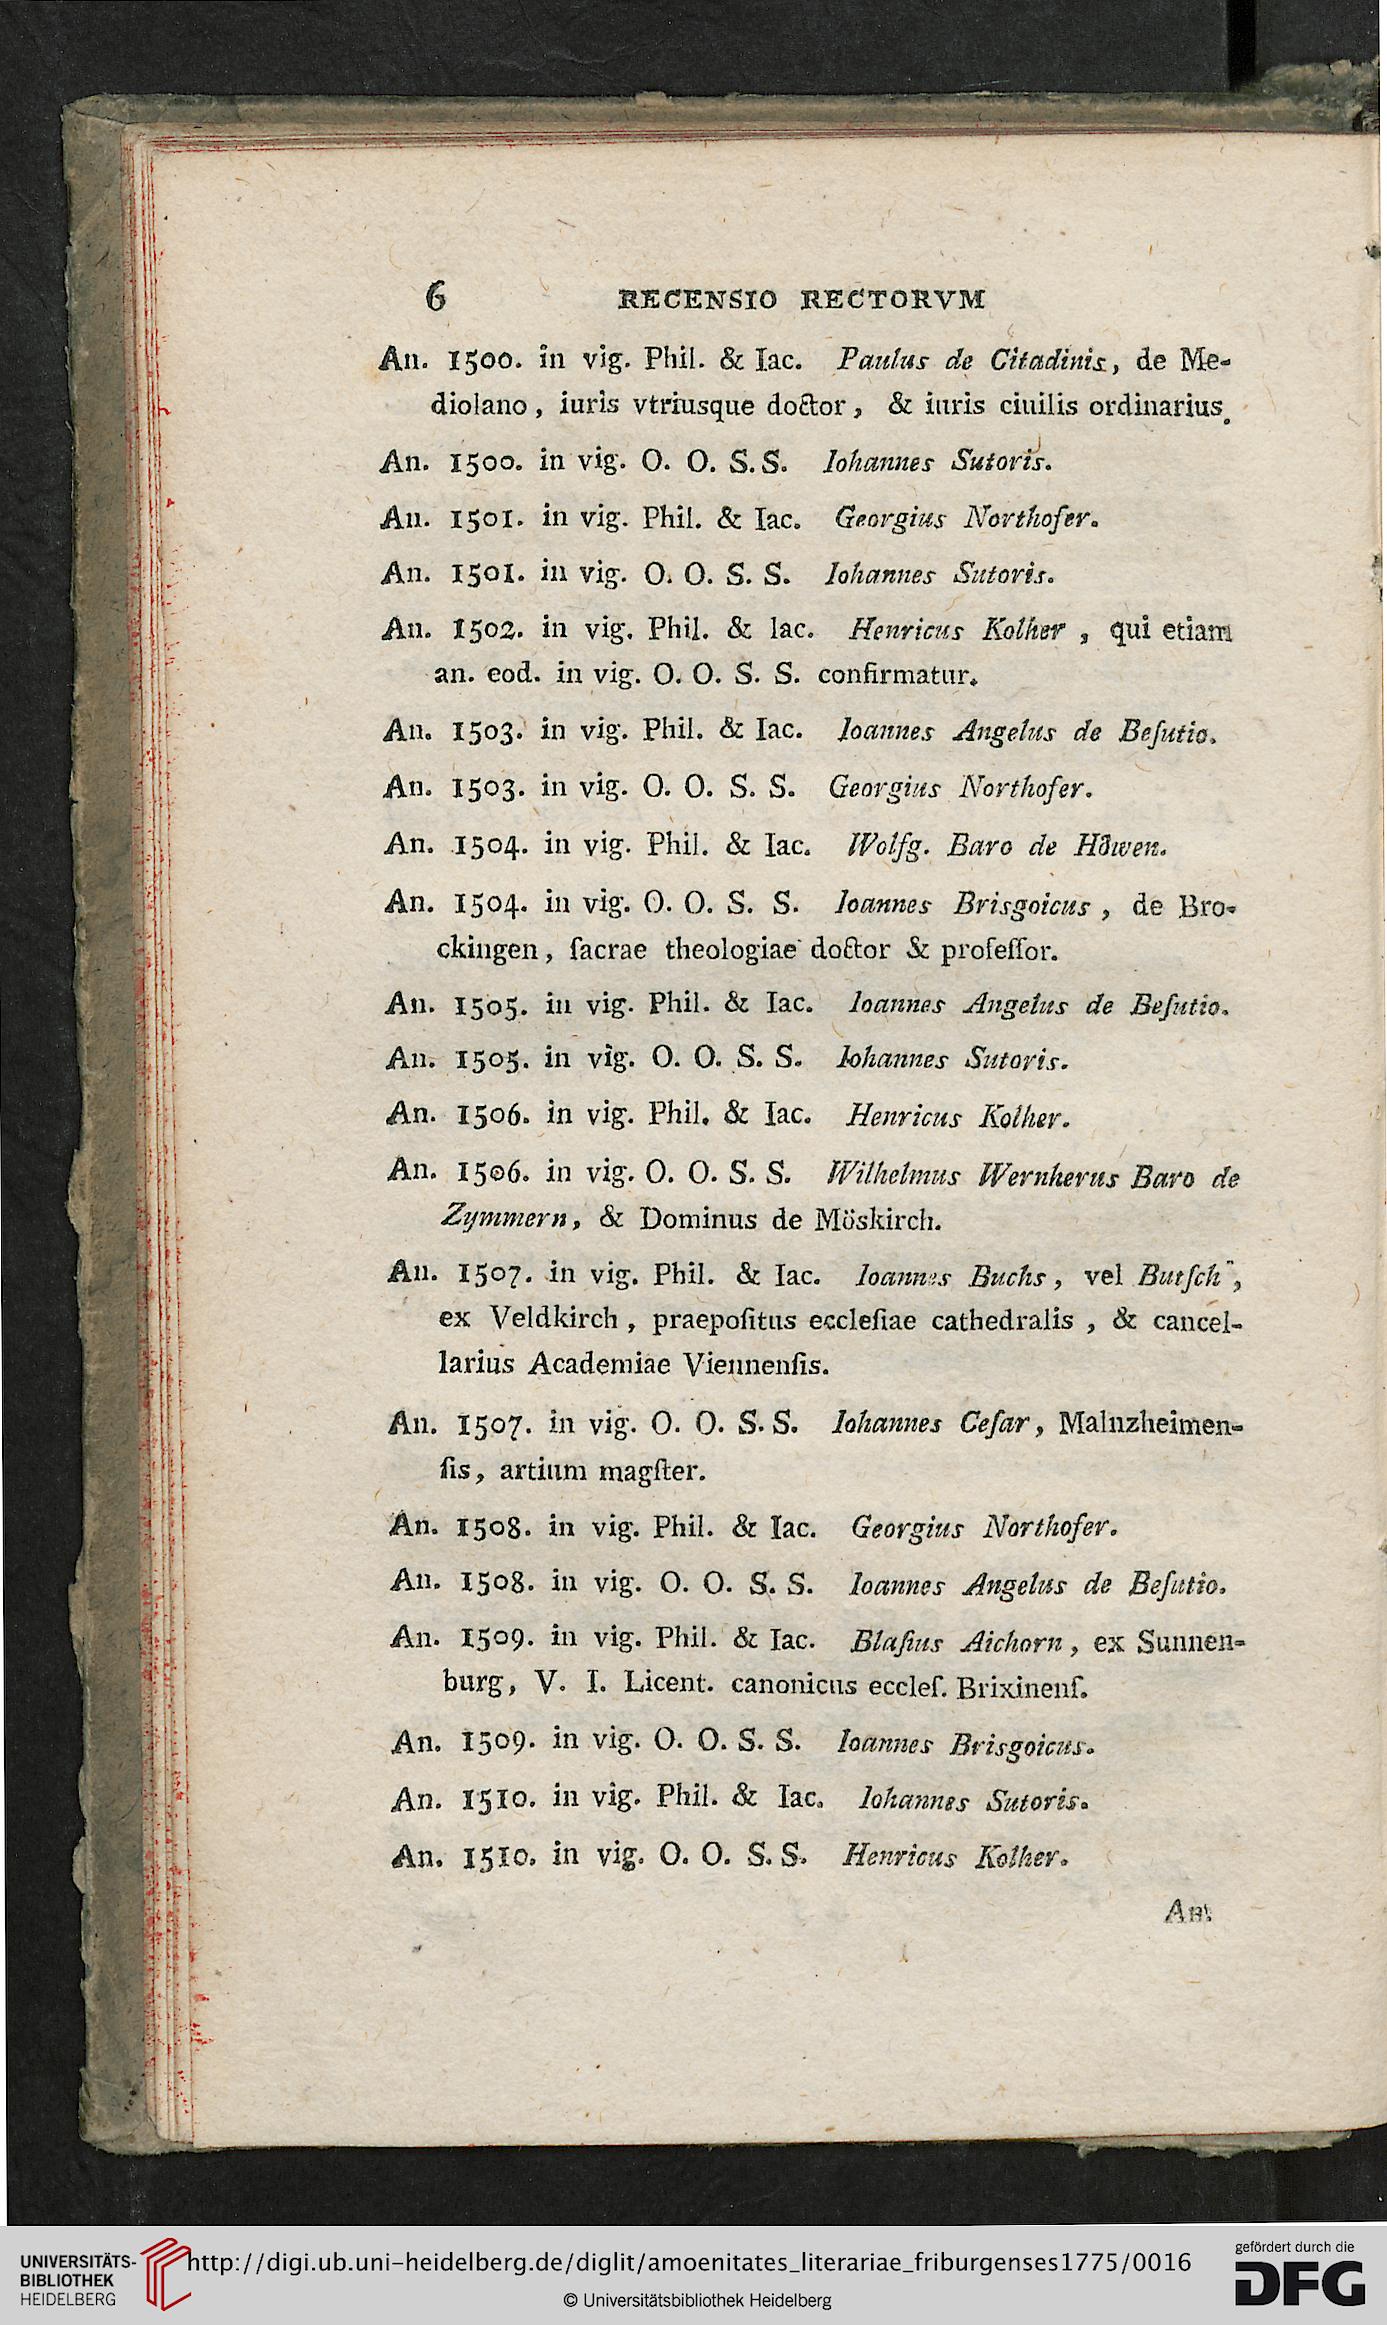 6 RECENSIO RECTORVM
An. 1500. in vig. Phil. & Iac. Paulus de Citadinis, de Me-
diolano, iuris vtriusque doctor, & iuris ciuilis ordinarius.
An. 1500. in vig. O. O. S. S. Iohannes Sutoris.
An. 1501. in vig. Phil. & Iac. Georgius Northofer.
An. 1501. in vig. O. O. S. S. Iohannes Sutoris.
An. 1502. in vig. Phil. & Iac. Henricus Kolher, qui etiam
an. eod. in vig. O. O. S. S. confirmatur.
An. 1503. in vig. Phil. & Iac. Ioannes Angelus de Beſutio.
An. 1503. in vig. O. O. S. S. Georgius Northofer.
An. 1504. in vig. Phil. & Iac. Wolfg. Baro de Höwen.
An. 1504. in vig. O. O. S. S. Ioannes Brisgoicus, de Bro-
ckingen, ſacrae theologiae doctor & profeſſor.
An. 1505. in vig. Phil. & Iac. Ioannes Angelus de Beſutio.
An. 1505. in vig. O. O. S. S. Iohannes Sutoris.
An. 1506. in vig. Phil. & Iac. Henricus Kolher.
An. 1506. in vig. O. O. S. S. Wilhelmus Wernherus Baro de
Zymmern, & Dominus de Möskirch.
An. 1507. in vig. Phil. & Iac. Ioannes Buchs, vel Butſch,
ex Veldkirch, praepoſitus eccleſiae cathedralis, & cancel-
larius Academiae Viennenſis.
An. 1507. in vig. O. O. S. S. Iohannes Ceſar, Malnzheimen-
ſis, artium magſter.
An. 1508. in vig. Phil. & Iac. Georgius Northofer.
An. 1508. in vig. O. O. S. S. Ioannes Angelus de Beſutio.
An. 1509. in vig. Phil. & Iac. Blaſius Aichorn, ex Sunnen-
burg, V. I. Licent. canonicus eccleſ. Brixinenſ.
An. 1509. in vig. O. O. S. S. Ioannes Brisgoicus.
An. 1510. in vig. Phil. & Iac. Iohannes Sutoris.
An. 1510. in vig. O. O. S. S. Henricus Kolher.
An.
UNIVERSITÄTS-
BIBLIOTHEK
HEIDELBERG
http://digi.ub.uni-heidelberg.de/diglit/amoenitates_literariae_friburgenses1775/0016
© Universitätsbibliothek Heidelberg
gefördert durch die
DFG